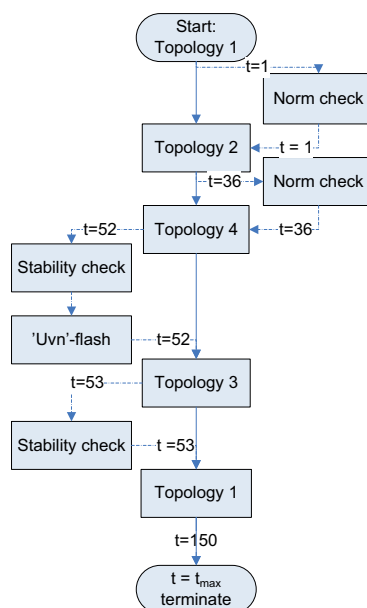 Start:
Topology 1
t=1
Norm check
t = 1
Topology 2
t=36
Norm check
t=36
Topology 4
t=52
Stability check
'Uvn'-flash
t=52
Topology 3
t=53
Stability check
t =53
Topology 1
t=150
t = tmax
terminate